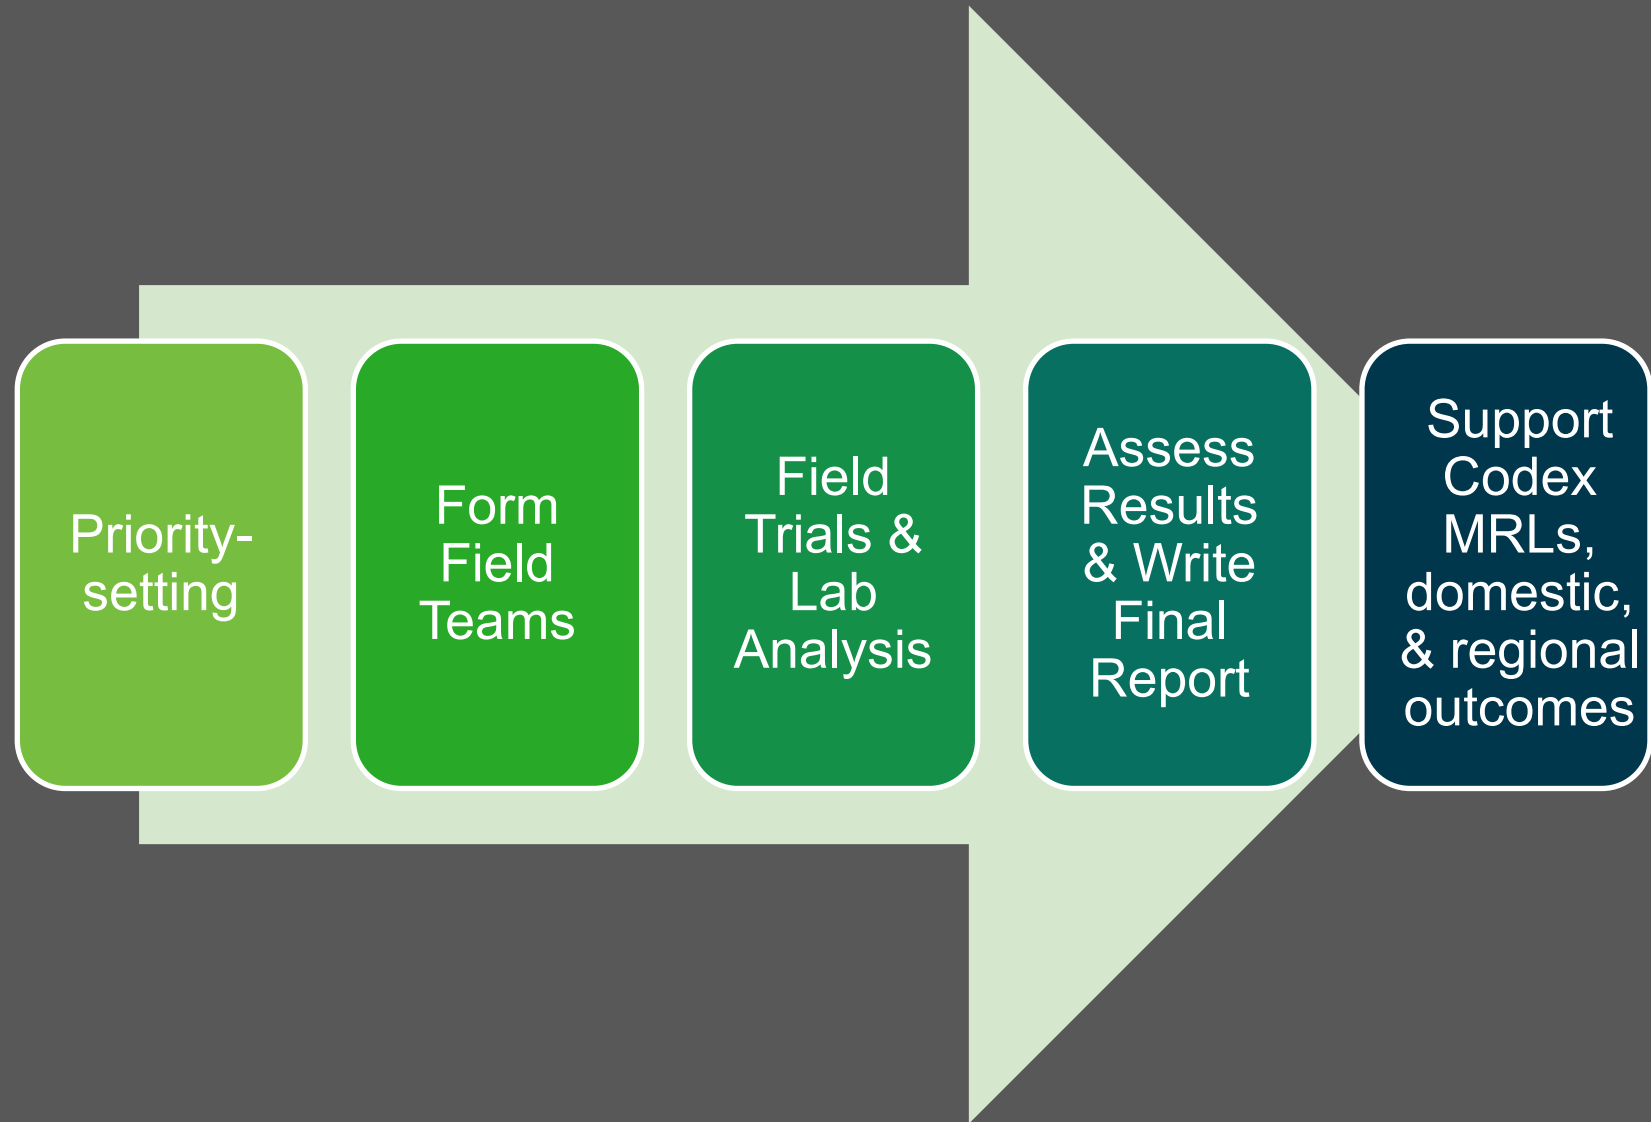 Priority-
setting
Form
Field
Teams
Field
Trials &
Lab
Analysis
Assess
Results
& Write
Final
Report
Support
Codex
MRLs,
domestic,
& regional
outcomes